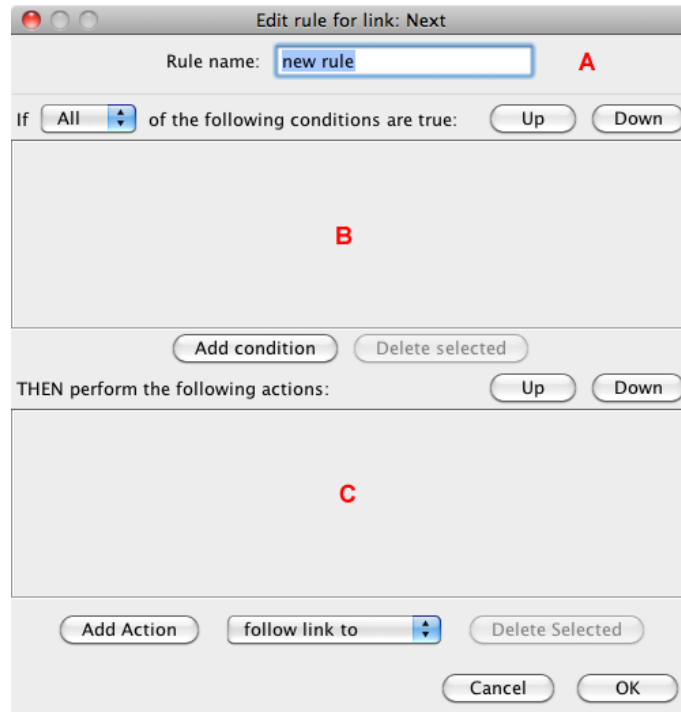 Edit rule for link: Next
Rule name: new rule A
If All of the following conditions are true: Up Down
B
Add condition Delete selected
THEN perform the following actions: Up Down
C
Add Action follow link to Delete Selected
Cancel OK